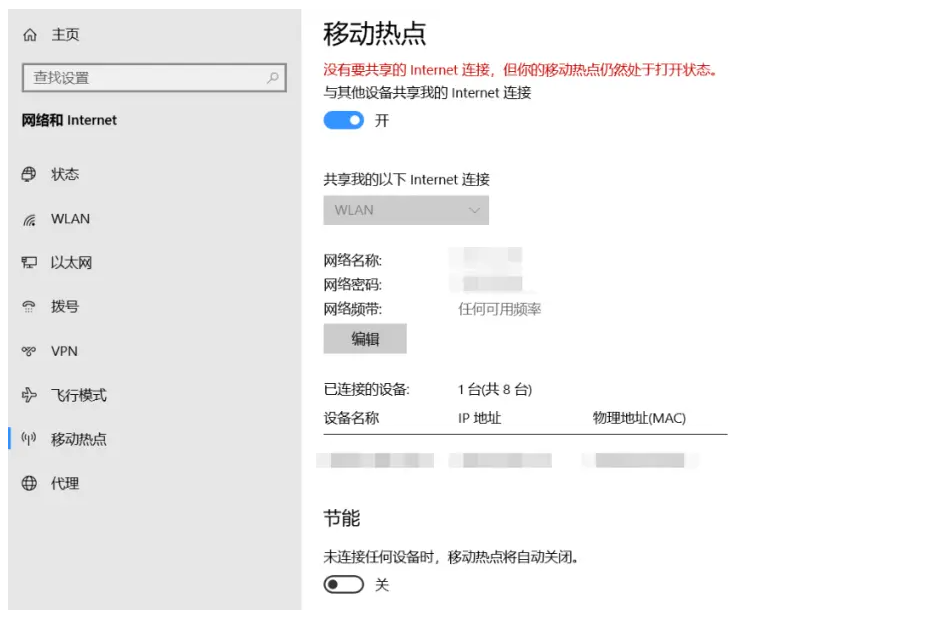 主页
查找设置
网络和 Internet
状态
WLAN
以太网
拨号
VPN
飞行模式
移动热点
代理
移动热点
没有要共享的 Internet 连接，但你的移动热点仍然处于打开状态。
与其他设备共享我的 Internet 连接
开
共享我的以下 Internet 连接
WLAN
网络名称:
网络密码:
网络频带: 任何可用频率
编辑
已连接的设备: 1 台(共 8 台)
设备名称 IP 地址 物理地址(MAC)
节能
未连接任何设备时，移动热点将自动关闭。
关